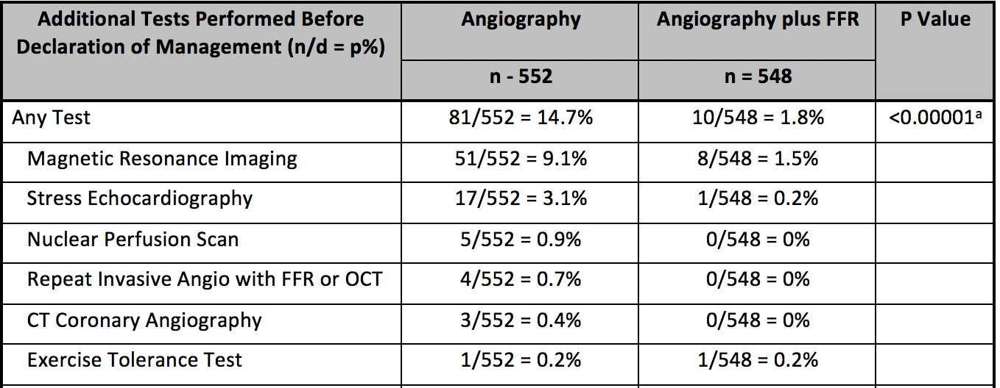 Additional Tests Performed Before Declaration of Management (n/d = p%) Angiography Angiography plus FFR P Value
n - 552 n = 548
Any Test 81/552 = 14.7% 10/548 = 1.8% <0.00001ᵃ
Magnetic Resonance Imaging 51/552 = 9.1% 8/548 = 1.5%
Stress Echocardiography 17/552 = 3.1% 1/548 = 0.2%
Nuclear Perfusion Scan 5/552 = 0.9% 0/548 = 0%
Repeat Invasive Angio with FFR or OCT 4/552 = 0.7% 0/548 = 0%
CT Coronary Angiography 3/552 = 0.4% 0/548 = 0%
Exercise Tolerance Test 1/552 = 0.2% 1/548 = 0.2%